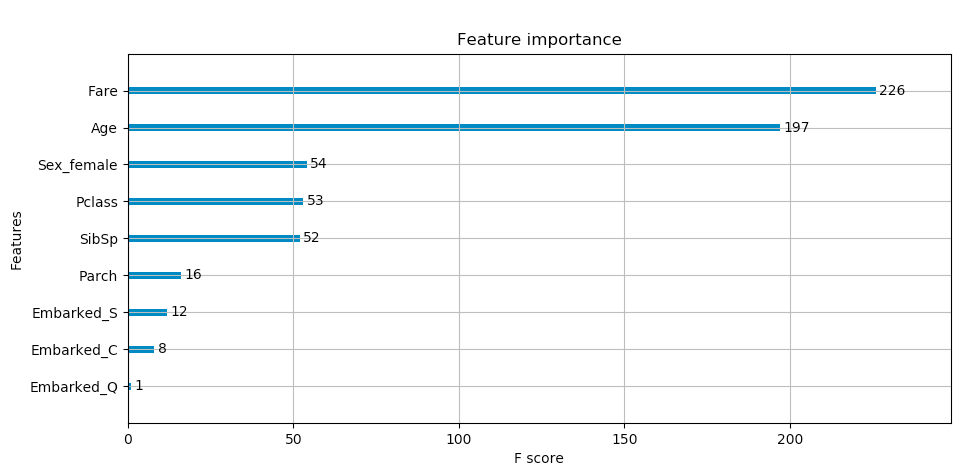 Feature importance
Features
Fare 226
Age 197
Sex_female 54
Pclass 53
SibSp 52
Parch 16
Embarked_S 12
Embarked_C 8
Embarked_Q 1
0 50 100 150 200
F score